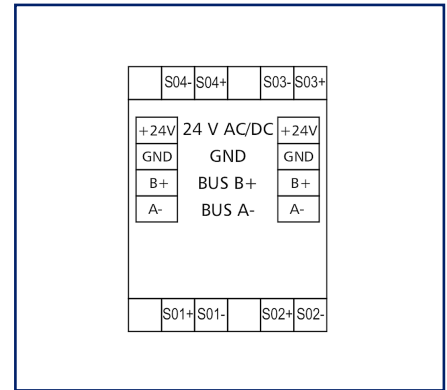 S04- S04+ S03- S03+
+24V 24 V AC/DC +24V
GND GND GND
B+ BUS B+ B+
A- BUS A- A-
S01+ S01- S02+ S02-